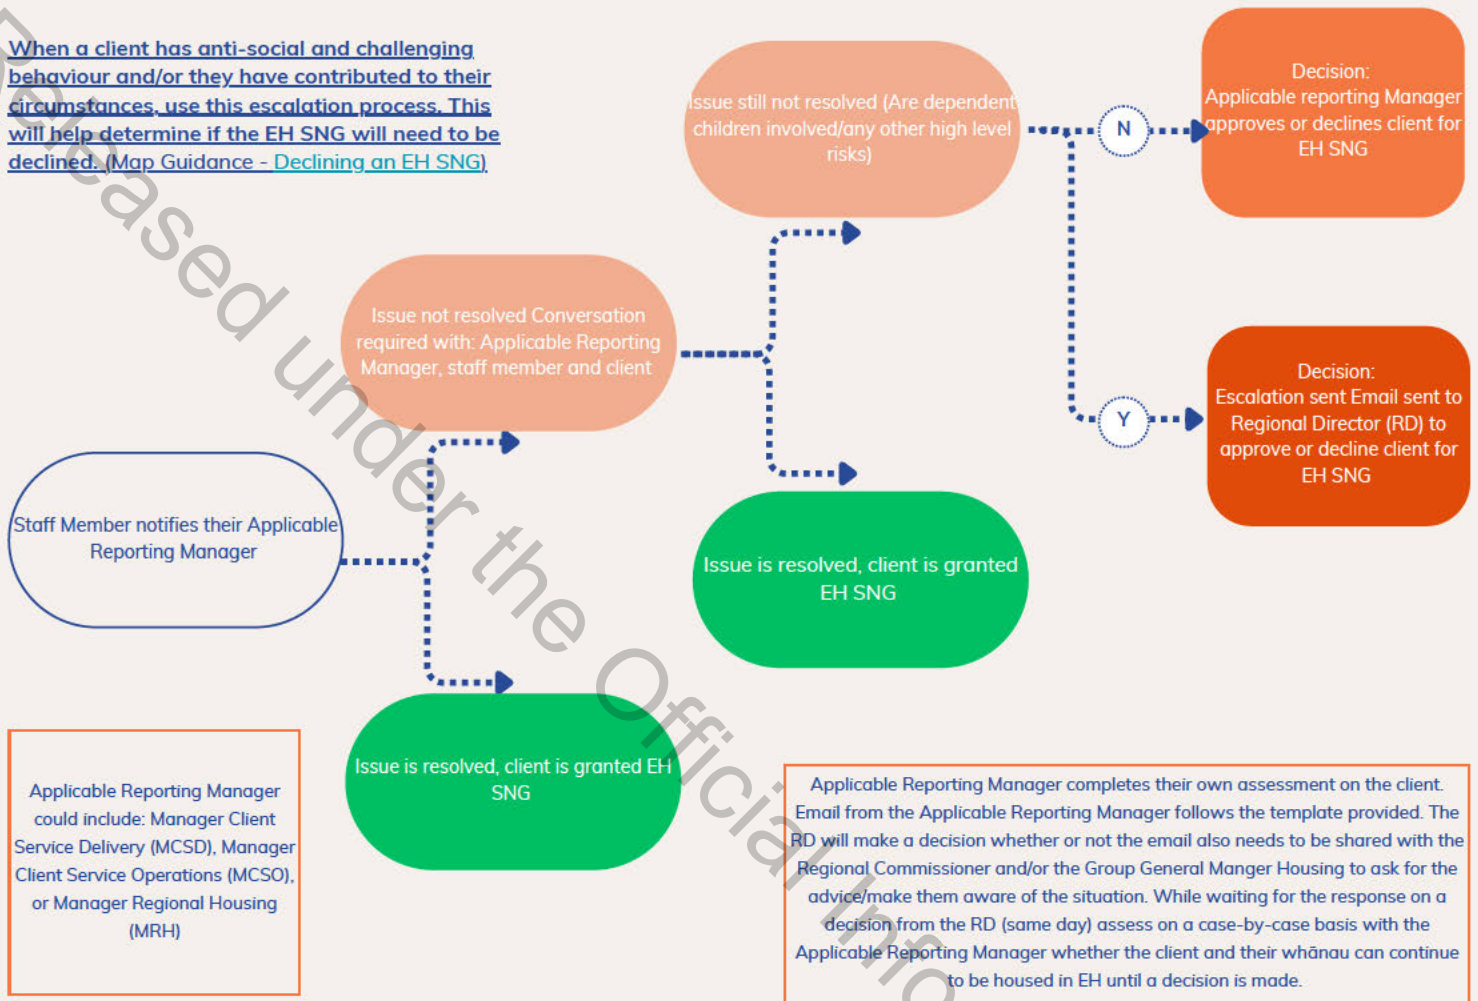 When a client has anti-social and challenging
behaviour and/or they have contributed to their
circumstances, use this escalation process. This
will help determine if the EH SNG will need to be
declined. (Map Guidance - Declining an EH SNG)
Staff Member notifies their Applicable
Reporting Manager
Issue not resolved Conversation
required with: Applicable Reporting
Manager, staff member and client
Issue is resolved, client is granted EH
SNG
Issue still not resolved (Are dependent
children involved/any other high level
risks)
Issue is resolved, client is granted
EH SNG
N
Decision:
Applicable reporting Manager
approves or declines client for
EH SNG
Y
Decision:
Escalation sent Email sent to
Regional Director (RD) to
approve or decline client for
EH SNG
Applicable Reporting Manager
could include: Manager Client
Service Delivery (MCSD), Manager
Client Service Operations (MCSO),
or Manager Regional Housing
(MRH)
Applicable Reporting Manager completes their own assessment on the client.
Email from the Applicable Reporting Manager follows the template provided. The
RD will make a decision whether or not the email also needs to be shared with the
Regional Commissioner and/or the Group General Manger Housing to ask for the
advice/make them aware of the situation. While waiting for the response on a
decision from the RD (same day) assess on a case-by-case basis with the
Applicable Reporting Manager whether the client and their whānau can continue
to be housed in EH until a decision is made.
Released under the Official Info